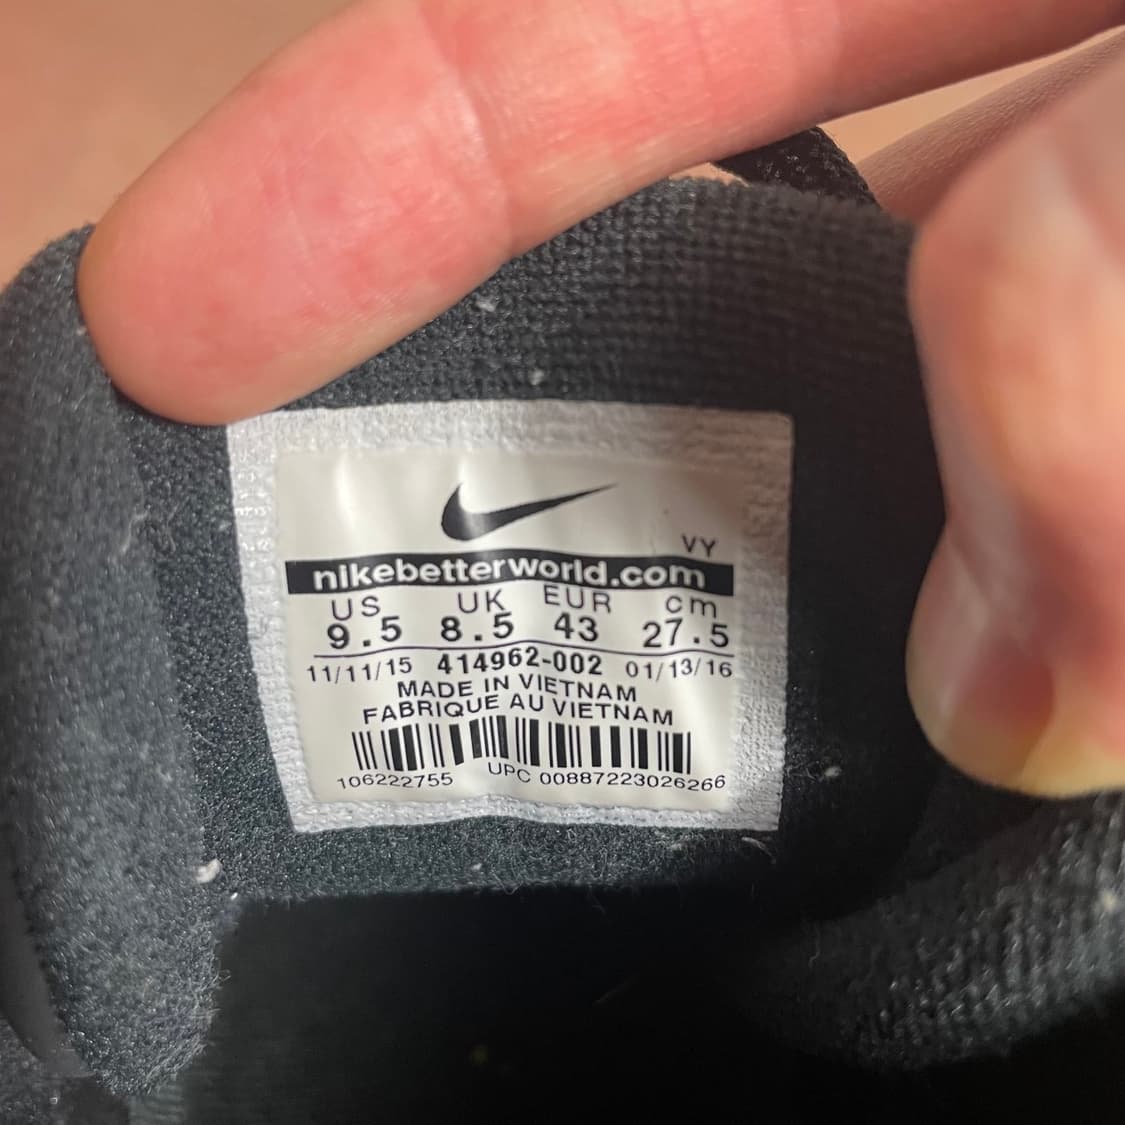 VY
nikebetterworld.com
US UK EUR cm
9.5 8.5 43 27.5
11/11/15 414962-002 01/13/16
MADE IN VIETNAM
FABRIQUE AU VIETNAM
106222755 UPC 00887223026266